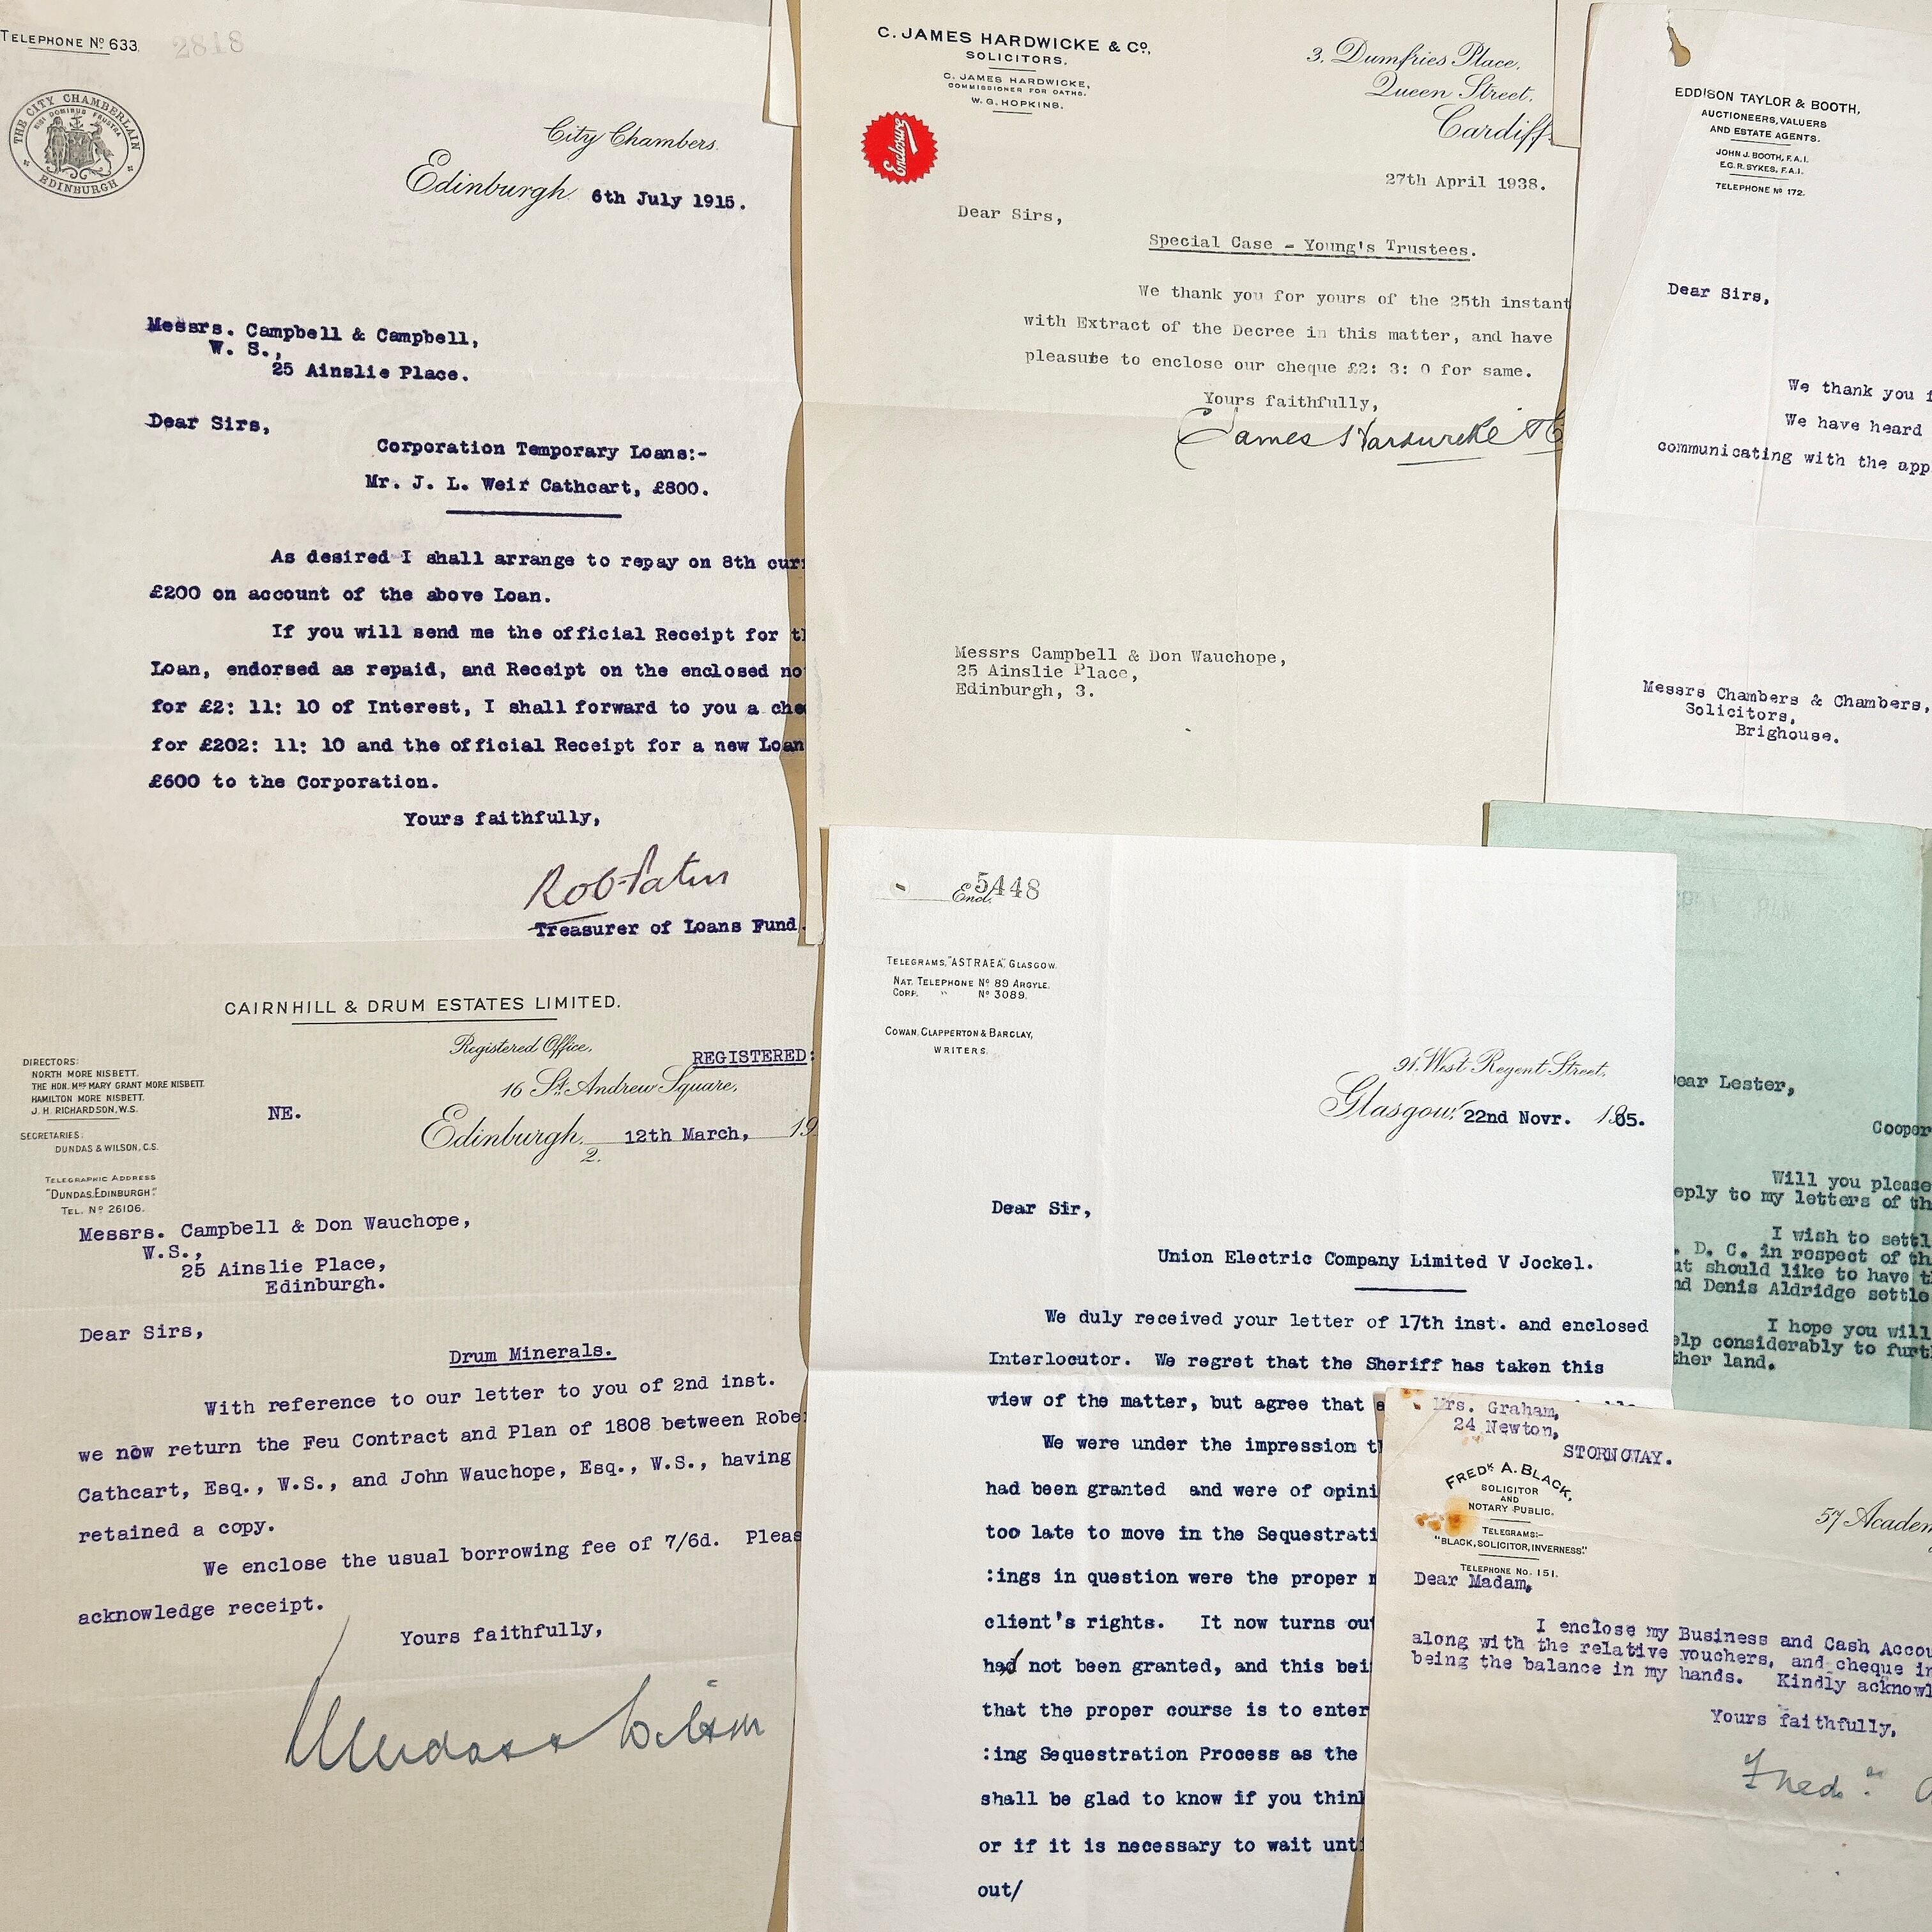 TELEPHONE Nº 633.
2818
THE CITY CHAMBERLAIN
NISI DOMINUS FRUSTRA
EDINBURGH
City Chambers.
Edinburgh 6th July 1915.
Messrs. Campbell & Campbell,
W. S.,
25 Ainslie Place.
Dear Sirs,
Corporation Temporary Loans:-
Mr. J. L. Weir Cathcart, £800.
As desired I shall arrange to repay on 8th
£200 on account of the above Loan.
If you will send me the official Receipt for
Loan, endorsed as repaid, and Receipt on the enclosed
for £2: 11: 10 of Interest, I shall forward to you a
for £202: 11: 10 and the official Receipt for a new Loan
£600 to the Corporation.
Yours faithfully,
Treasurer of Loans Fund.
C. JAMES HARDWICKE & Cº,
SOLICITORS.
C. JAMES HARDWICKE,
COMMISSIONER FOR OATHS.
W. G. HOPKINS.
Enclosure
3, Dumfries Place,
Queen Street,
Cardiff
27th April 1938.
Dear Sirs,
Special Case - Young's Trustees.
We thank you for yours of the 25th instant
with Extract of the Decree in this matter, and have
pleasure to enclose our cheque £2: 3: 0 for same.
Yours faithfully,
James Hardwicke & Co
Messrs Campbell & Don Wauchope,
25 Ainslie Place,
Edinburgh, 3.
EDDISON TAYLOR & BOOTH,
AUCTIONEERS, VALUERS
AND ESTATE AGENTS.
JOHN J. BOOTH, F.A.I.
E.G.R. SYKES, F.A.I.
TELEPHONE Nº 172.
Dear Sirs,
We thank you
We have heard
communicating with the app
Messrs Chambers & Chambers,
Solicitors,
Brighouse.
CAIRNHILL & DRUM ESTATES LIMITED.
Registered Office,
REGISTERED:
16 St. Andrew Square,
DIRECTORS:
NORTH MORE NISBETT.
THE HON. MRS MARY GRANT MORE NISBETT.
HAMILTON MORE NISBETT.
J. H. RICHARDSON, W.S.
NE.
Edinburgh, 12th March, 19
2.
SECRETARIES:
DUNDAS & WILSON, C.S.
TELEGRAPHIC ADDRESS
"DUNDAS, EDINBURGH."
TEL. Nº 26106.
Messrs. Campbell & Don Wauchope,
W.S.,
25 Ainslie Place,
Edinburgh.
Dear Sirs,
Drum Minerals.
With reference to our letter to you of 2nd inst.
we now return the Feu Contract and Plan of 1808 between Robe
Cathcart, Esq., W.S., and John Wauchope, Esq., W.S., having
retained a copy.
We enclose the usual borrowing fee of 7/6d. Pleas
acknowledge receipt.
Yours faithfully,
Dundas & Wilson
5448
Encl.
TELEGRAMS, "ASTRAEA", GLASGOW.
NAT. TELEPHONE Nº 89 ARGYLE.
CORP. " Nº 3089.
COWAN, CLAPPERTON & BARCLAY,
WRITERS.
91, West Regent Street,
Glasgow, 22nd Novr. 1905.
Dear Sir,
Union Electric Company Limited V Jockel.
We duly received your letter of 17th inst. and enclosed
Interlocutor. We regret that the Sheriff has taken this
view of the matter, but agree that
We were under the impression
had been granted and were of opini
too late to move in the Sequestrati
:ings in question were the proper
client's rights. It now turns out
had not been granted, and this bei
that the proper course is to enter
:ing Sequestration Process as the
shall be glad to know if you think
or if it is necessary to wait unti
out/
ear Lester,
Cooper
Will you please
eply to my letters of th
I wish to settl
. D. C. in respect of th
ut should like to have t
nd Denis Aldridge settle
I hope you will
elp considerably to furt
ther land.
Mrs. Graham,
24 Newton,
STORNOWAY.
FREDK A. BLACK,
SOLICITOR
AND
NOTARY PUBLIC.
TELEGRAMS:-
"BLACK, SOLICITOR, INVERNESS."
TELEPHONE No. 151.
57 Academ
Dear Madam,
I enclose my Business and Cash Accou
along with the relative vouchers, and cheque in
being the balance in my hands. Kindly acknowl
Yours faithfully,
Fredk